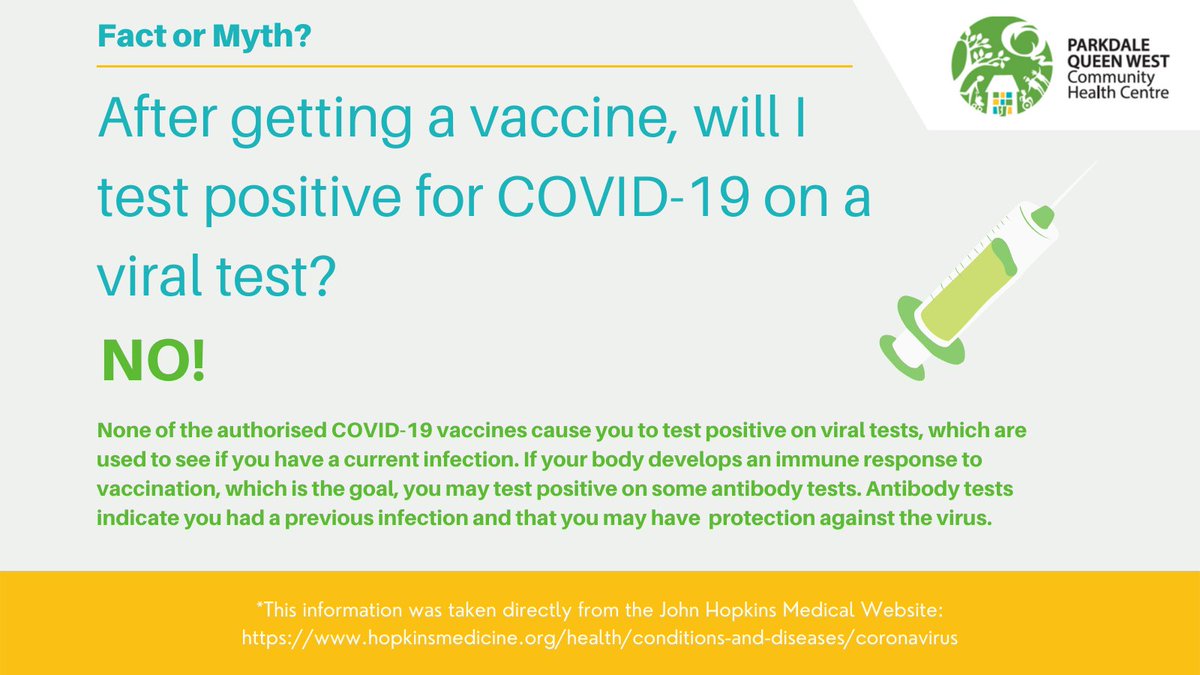 Fact or Myth?
PARKDALE
QUEEN WEST
Community
Health Centre
After getting a vaccine, will I
test positive for COVID-19 on a
viral test?
NO!
None of the authorised COVID-19 vaccines cause you to test positive on viral tests, which are
used to see if you have a current infection. If your body develops an immune response to
vaccination, which is the goal, you may test positive on some antibody tests. Antibody tests
indicate you had a previous infection and that you may have  protection against the virus.
*This information was taken directly from the John Hopkins Medical Website:
https://www.hopkinsmedicine.org/health/conditions-and-diseases/coronavirus